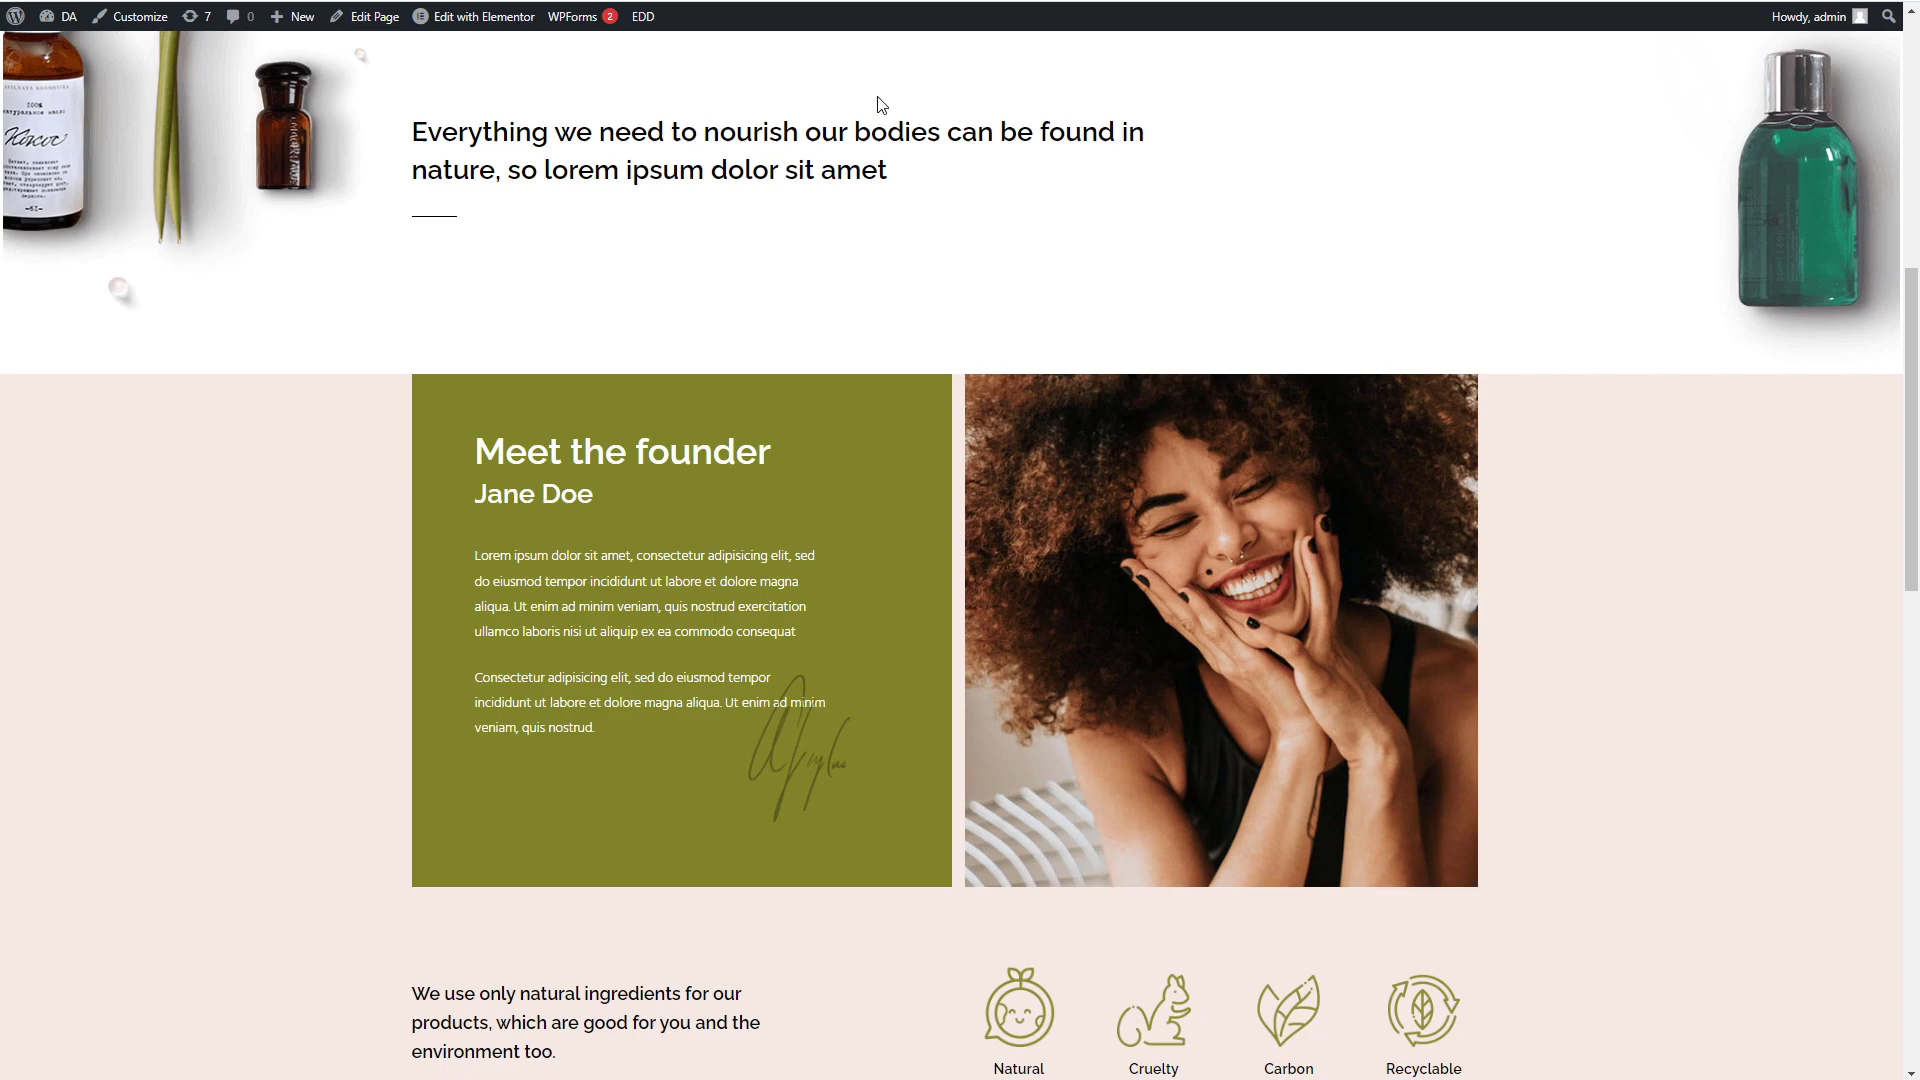 DA Customize 7 0 New Edit Page Edit with Elementor WPForms 2 EDD Howdy, admin
100%
Everything we need to nourish our bodies can be found in
nature, so lorem ipsum dolor sit amet
Meet the founder
Jane Doe
Lorem ipsum dolor sit amet, consectetur adipisicing elit, sed
do eiusmod tempor incididunt ut labore et dolore magna
aliqua. Ut enim ad minim veniam, quis nostrud exercitation
ullamco laboris nisi ut aliquip ex ea commodo consequat
Consectetur adipisicing elit, sed do eiusmod tempor
incididunt ut labore et dolore magna aliqua. Ut enim ad minim
veniam, quis nostrud.
We use only natural ingredients for our
products, which are good for you and the
environment too.
Natural
Cruelty
Carbon
Recyclable